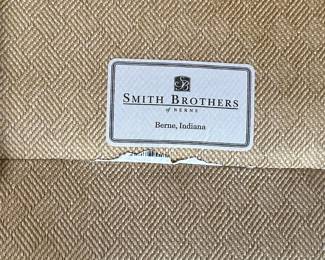 SB
SMITH BROTHERS
of BERNE
Berne, Indiana